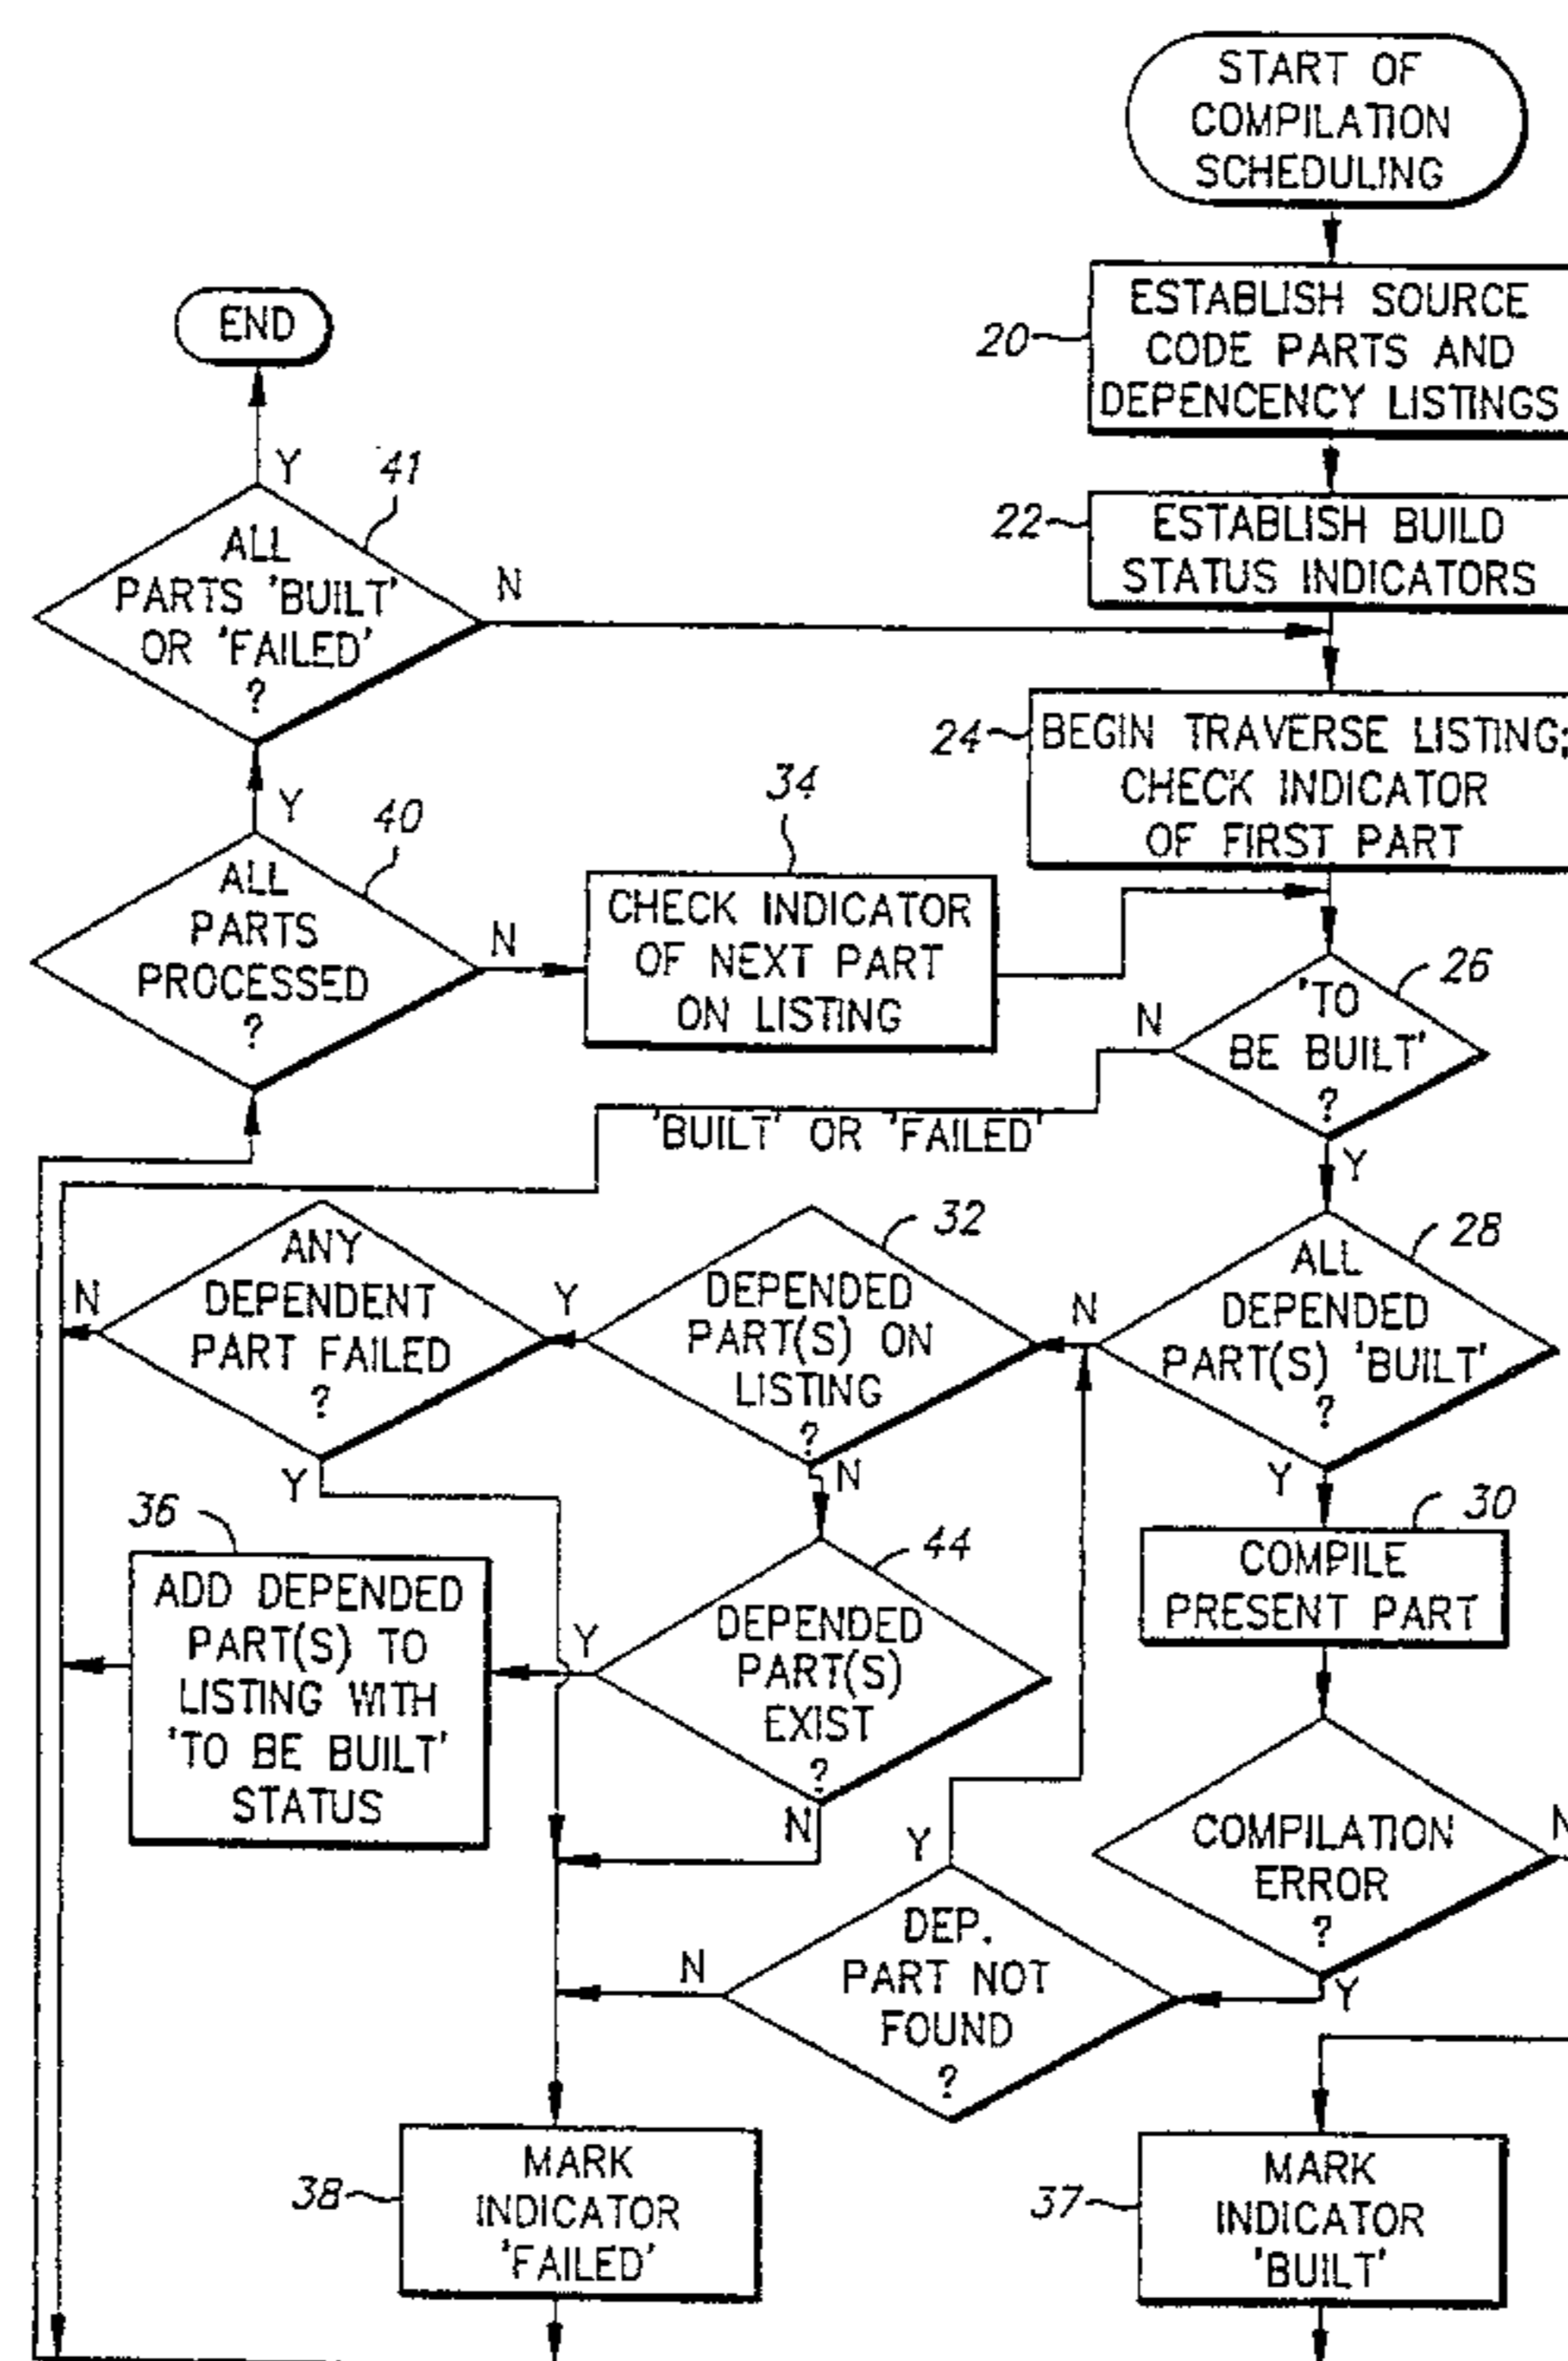 START OF
COMPILATION
SCHEDULING
20
ESTABLISH SOURCE
CODE PARTS AND
DEPENCENCY LISTINGS
END
22
ESTABLISH BUILD
STATUS INDICATORS
Y
41
ALL
PARTS 'BUILT'
OR 'FAILED'
?
N
24
BEGIN TRAVERSE LISTING;
CHECK INDICATOR
OF FIRST PART
Y
40
ALL
PARTS
PROCESSED
?
N
34
CHECK INDICATOR
OF NEXT PART
ON LISTING
26
'TO
BE BUILT'
?
N
'BUILT' OR 'FAILED'
Y
28
ALL
DEPENDED
PART(S) 'BUILT'
?
N
32
DEPENDED
PART(S) ON
LISTING
?
Y
ANY
DEPENDENT
PART FAILED
?
N
Y
N
Y
30
COMPILE
PRESENT PART
36
ADD DEPENDED
PART(S) TO
LISTING WITH
'TO BE BUILT'
STATUS
44
DEPENDED
PART(S)
EXIST
?
Y
N
COMPILATION
ERROR
?
N
Y
DEP.
PART NOT
FOUND
?
Y
N
38
MARK
INDICATOR
'FAILED'
37
MARK
INDICATOR
'BUILT'